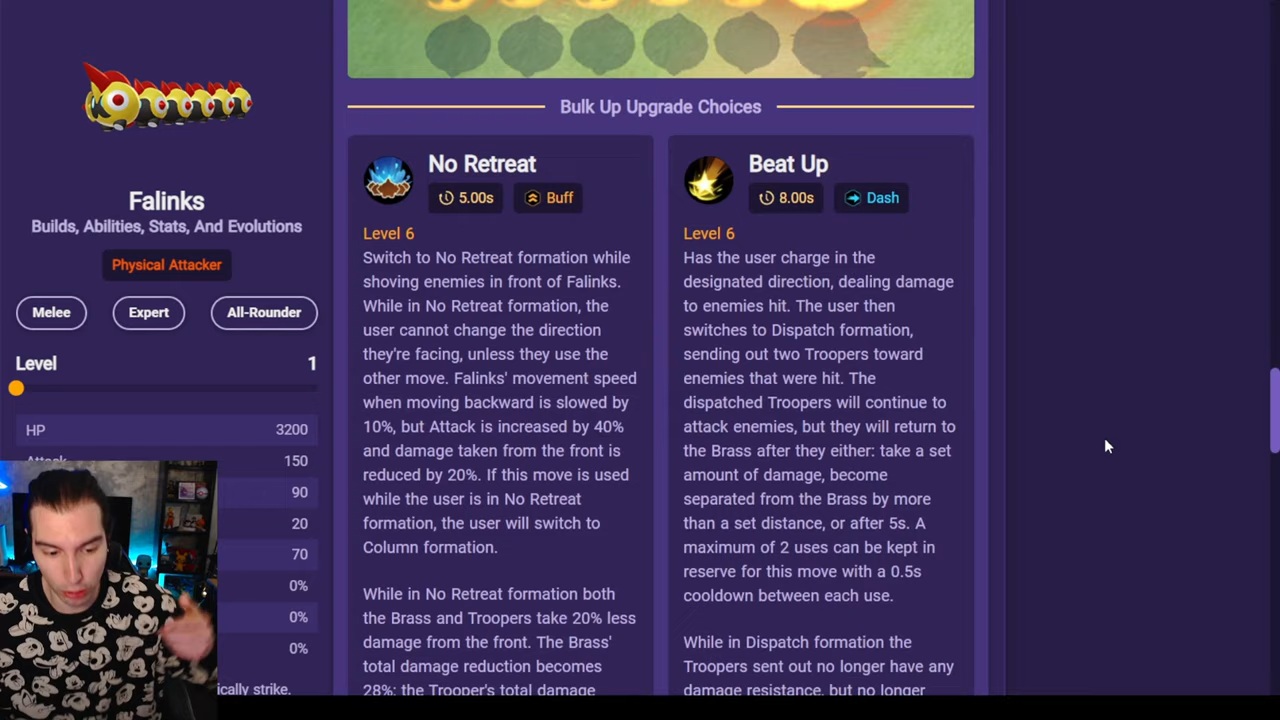 Falinks
Builds, Abilities, Stats, And Evolutions
Physical Attacker
Melee
Expert
All-Rounder
Level
1
HP
3200
Attack
150
90
20
70
0%
0%
0%
ically strike.
Bulk Up Upgrade Choices
No Retreat
5.00s
Buff
Level 6
Switch to No Retreat formation while
shoving enemies in front of Falinks.
While in No Retreat formation, the
user cannot change the direction
they're facing, unless they use the
other move. Falinks' movement speed
when moving backward is slowed by
10%, but Attack is increased by 40%
and damage taken from the front is
reduced by 20%. If this move is used
while the user is in No Retreat
formation, the user will switch to
Column formation.
While in No Retreat formation both
the Brass and Troopers take 20% less
damage from the front. The Brass'
total damage reduction becomes
28%; the Trooper's total damage
Beat Up
8.00s
Dash
Level 6
Has the user charge in the
designated direction, dealing damage
to enemies hit. The user then
switches to Dispatch formation,
sending out two Troopers toward
enemies that were hit. The
dispatched Troopers will continue to
attack enemies, but they will return to
the Brass after they either: take a set
amount of damage, become
separated from the Brass by more
than a set distance, or after 5s. A
maximum of 2 uses can be kept in
reserve for this move with a 0.5s
cooldown between each use.
While in Dispatch formation the
Troopers sent out no longer have any
damage resistance, but no longer